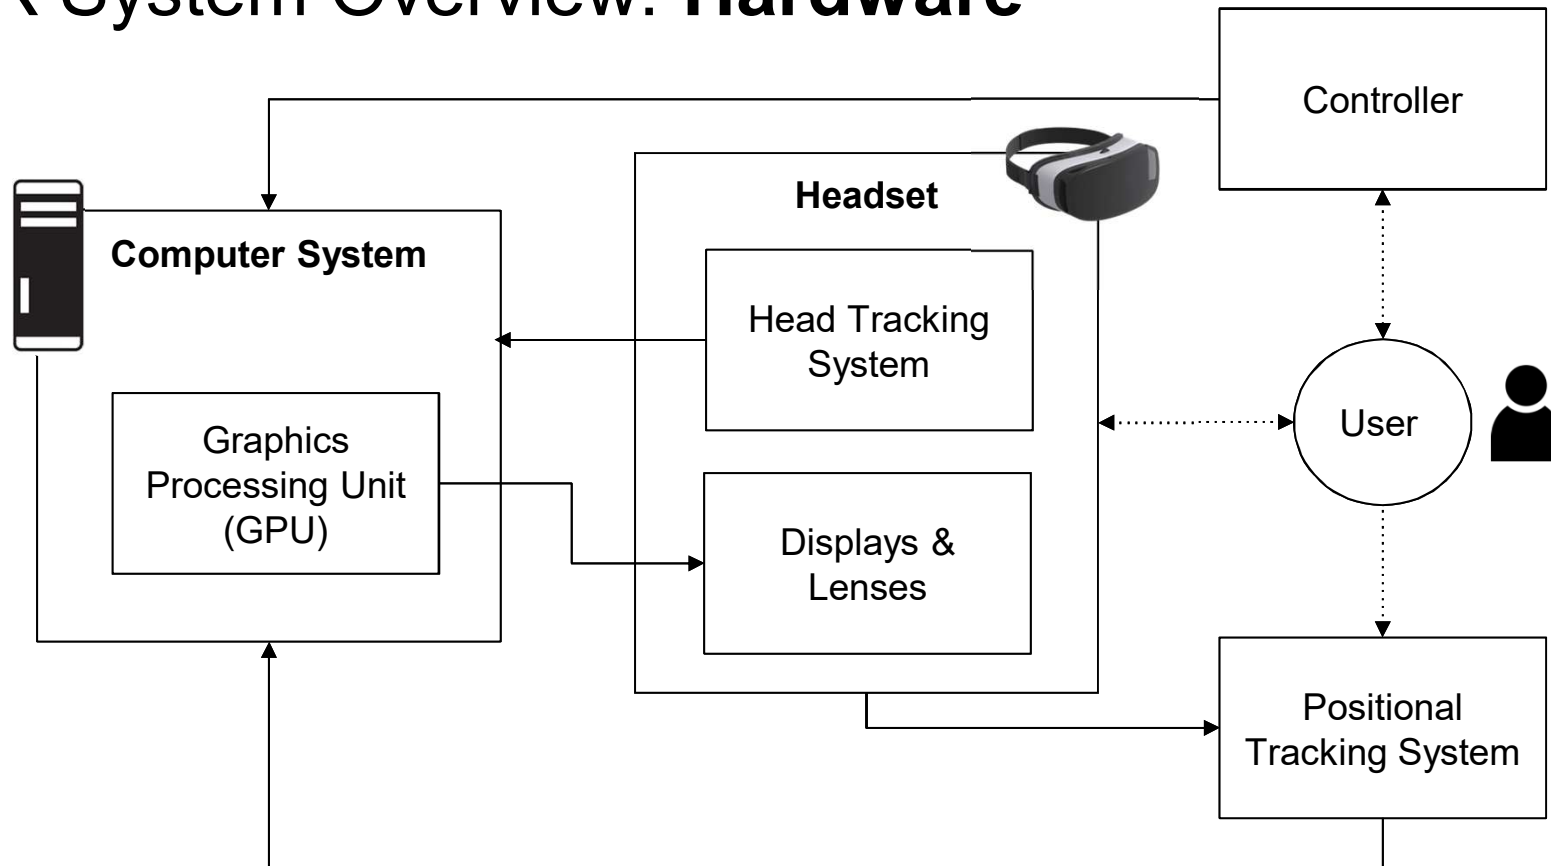 R System Overview: Hardware
Controller
Headset
Computer System
Head Tracking
System
Graphics
Processing Unit
(GPU)
User
Displays &
Lenses
Positional
Tracking System